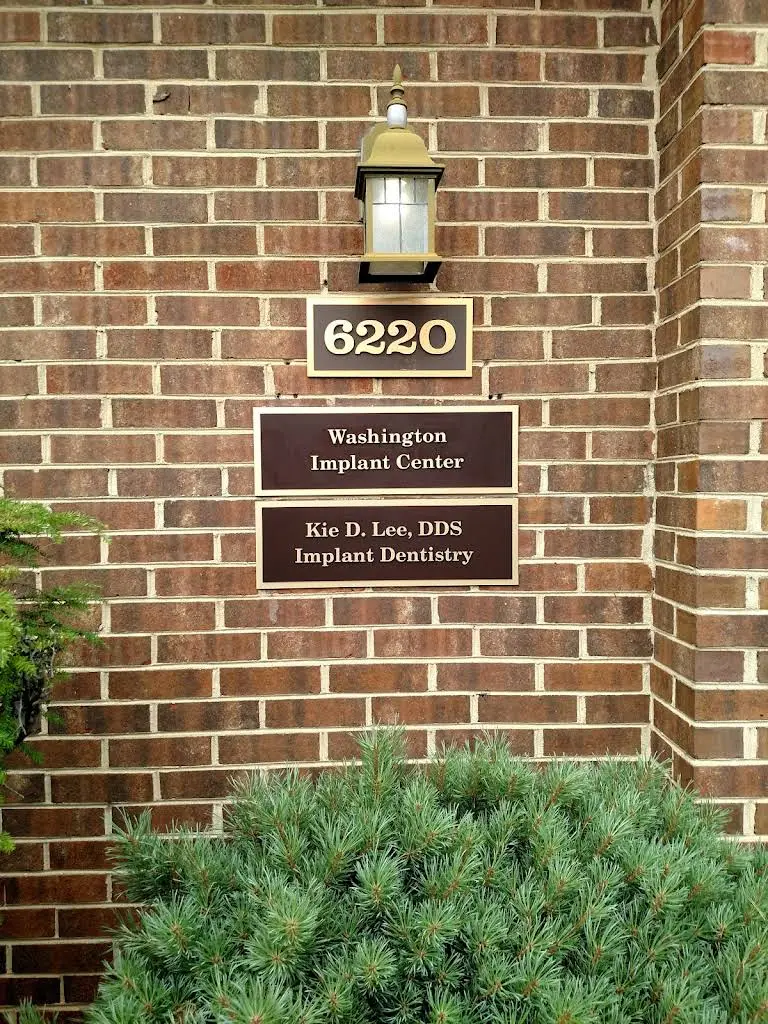 6220
Washington
Implant Center
Kie D. Lee, DDS
Implant Dentistry